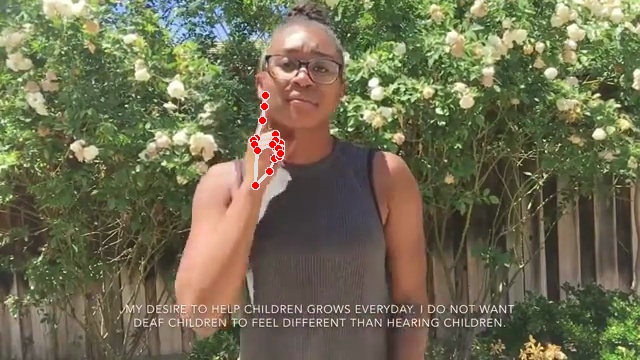 MY DESIRE TO HELP CHILDREN GROWS EVERYDAY. I DO NOT WANT
DEAF CHILDREN TO FEEL DIFFERENT THAN HEARING CHILDREN.